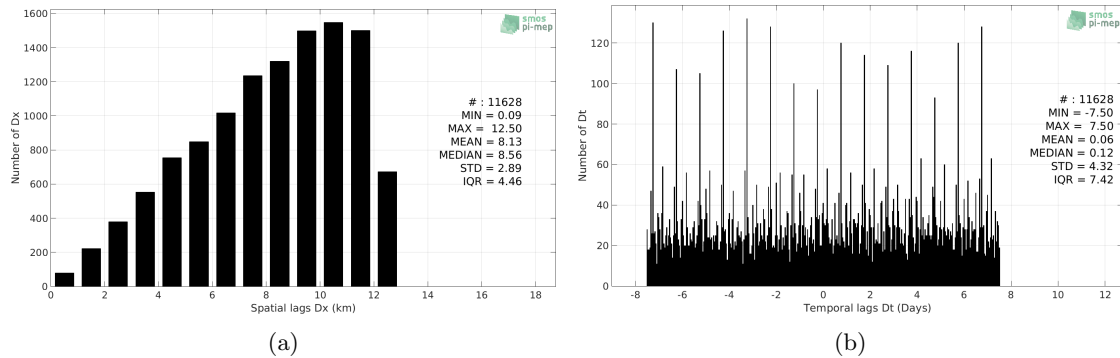 1600
1400
1200
1000
800
600
400
200
0
Number of Dx
0 2 4 6 8 10 12 14 16 18
Spatial lags Dx (km)
smos
pi-mep
# : 11628
MIN = 0.09
MAX = 12.50
MEAN = 8.13
MEDIAN = 8.56
STD = 2.89
IQR = 4.46
(a)
120
100
80
60
40
20
0
Number of Dt
-8 -6 -4 -2 0 2 4 6 8 10 12
Temporal lags Dt (Days)
smos
pi-mep
# : 11628
MIN = -7.50
MAX = 7.50
MEAN = 0.06
MEDIAN = 0.12
STD = 4.32
IQR = 7.42
(b)